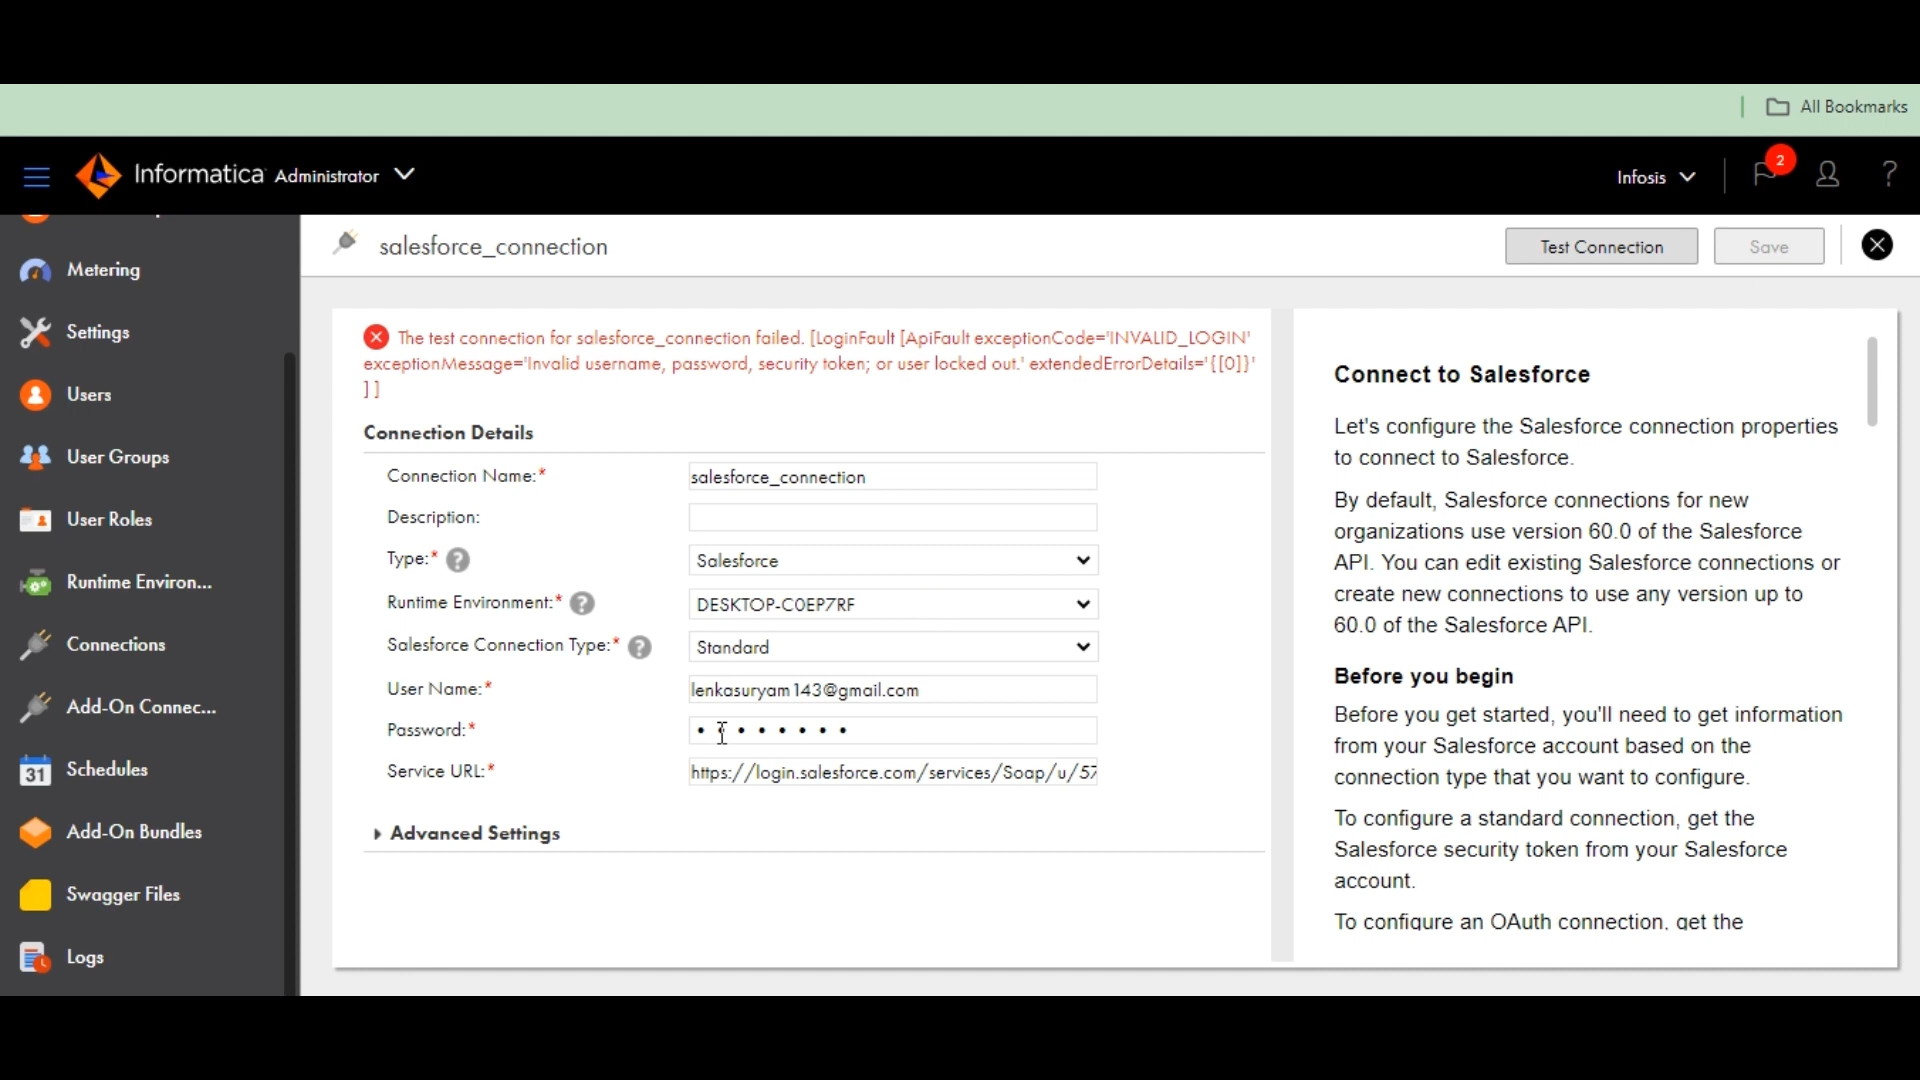 All Bookmarks
Informatica Administrator
Infosis
2
?
Metering
Settings
Users
User Groups
User Roles
Runtime Environ...
Connections
Add-On Connec...
31 Schedules
Add-On Bundles
Swagger Files
Logs
salesforce_connection
Test Connection
Save
The test connection for salesforce_connection failed. [LoginFault [ApiFault exceptionCode='INVALID_LOGIN'
exceptionMessage='Invalid username, password, security token; or user locked out.' extendedErrorDetails='{[0]}'
] ]
Connection Details
Connection Name:* salesforce_connection
Description:
Type:* ? Salesforce
Runtime Environment:* ? DESKTOP-C0EP7RF
Salesforce Connection Type:* ? Standard
User Name:* lenkasuryam143@gmail.com
Password:*
Service URL:* https://login.salesforce.com/services/Soap/u/57
Advanced Settings
Connect to Salesforce
Let's configure the Salesforce connection properties
to connect to Salesforce.
By default, Salesforce connections for new
organizations use version 60.0 of the Salesforce
API. You can edit existing Salesforce connections or
create new connections to use any version up to
60.0 of the Salesforce API.
Before you begin
Before you get started, you'll need to get information
from your Salesforce account based on the
connection type that you want to configure.
To configure a standard connection, get the
Salesforce security token from your Salesforce
account.
To configure an OAuth connection, get the